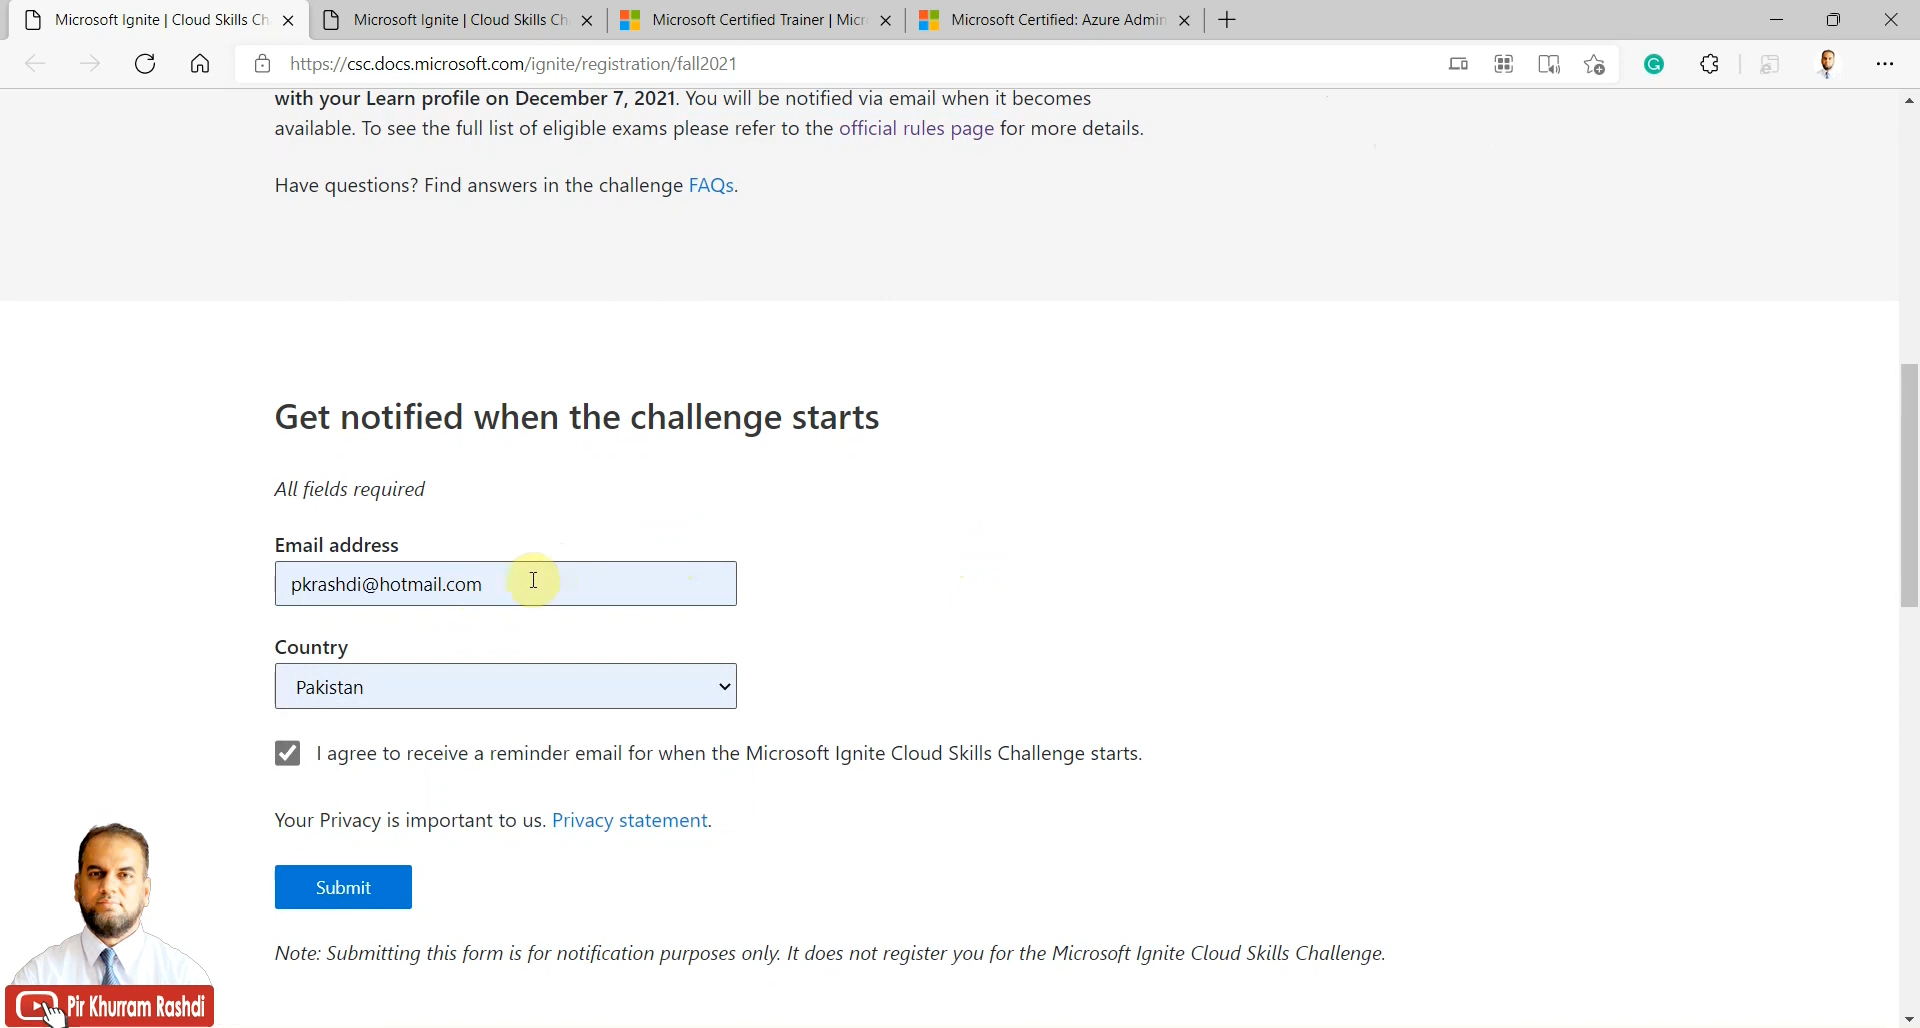 Microsoft Ignite | Cloud Skills Ch
Microsoft Ignite | Cloud Skills Ch
Microsoft Certified Trainer | Micr
Microsoft Certified: Azure Admin
https://csc.docs.microsoft.com/ignite/registration/fall2021
with your Learn profile on December 7, 2021. You will be notified via email when it becomes
available. To see the full list of eligible exams please refer to the official rules page for more details.
Have questions? Find answers in the challenge FAQs.
Get notified when the challenge starts
All fields required
Email address
pkrashdi@hotmail.com
Country
Pakistan
I agree to receive a reminder email for when the Microsoft Ignite Cloud Skills Challenge starts.
Your Privacy is important to us. Privacy statement.
Submit
Note: Submitting this form is for notification purposes only. It does not register you for the Microsoft Ignite Cloud Skills Challenge.
Pir Khurram Rashdi